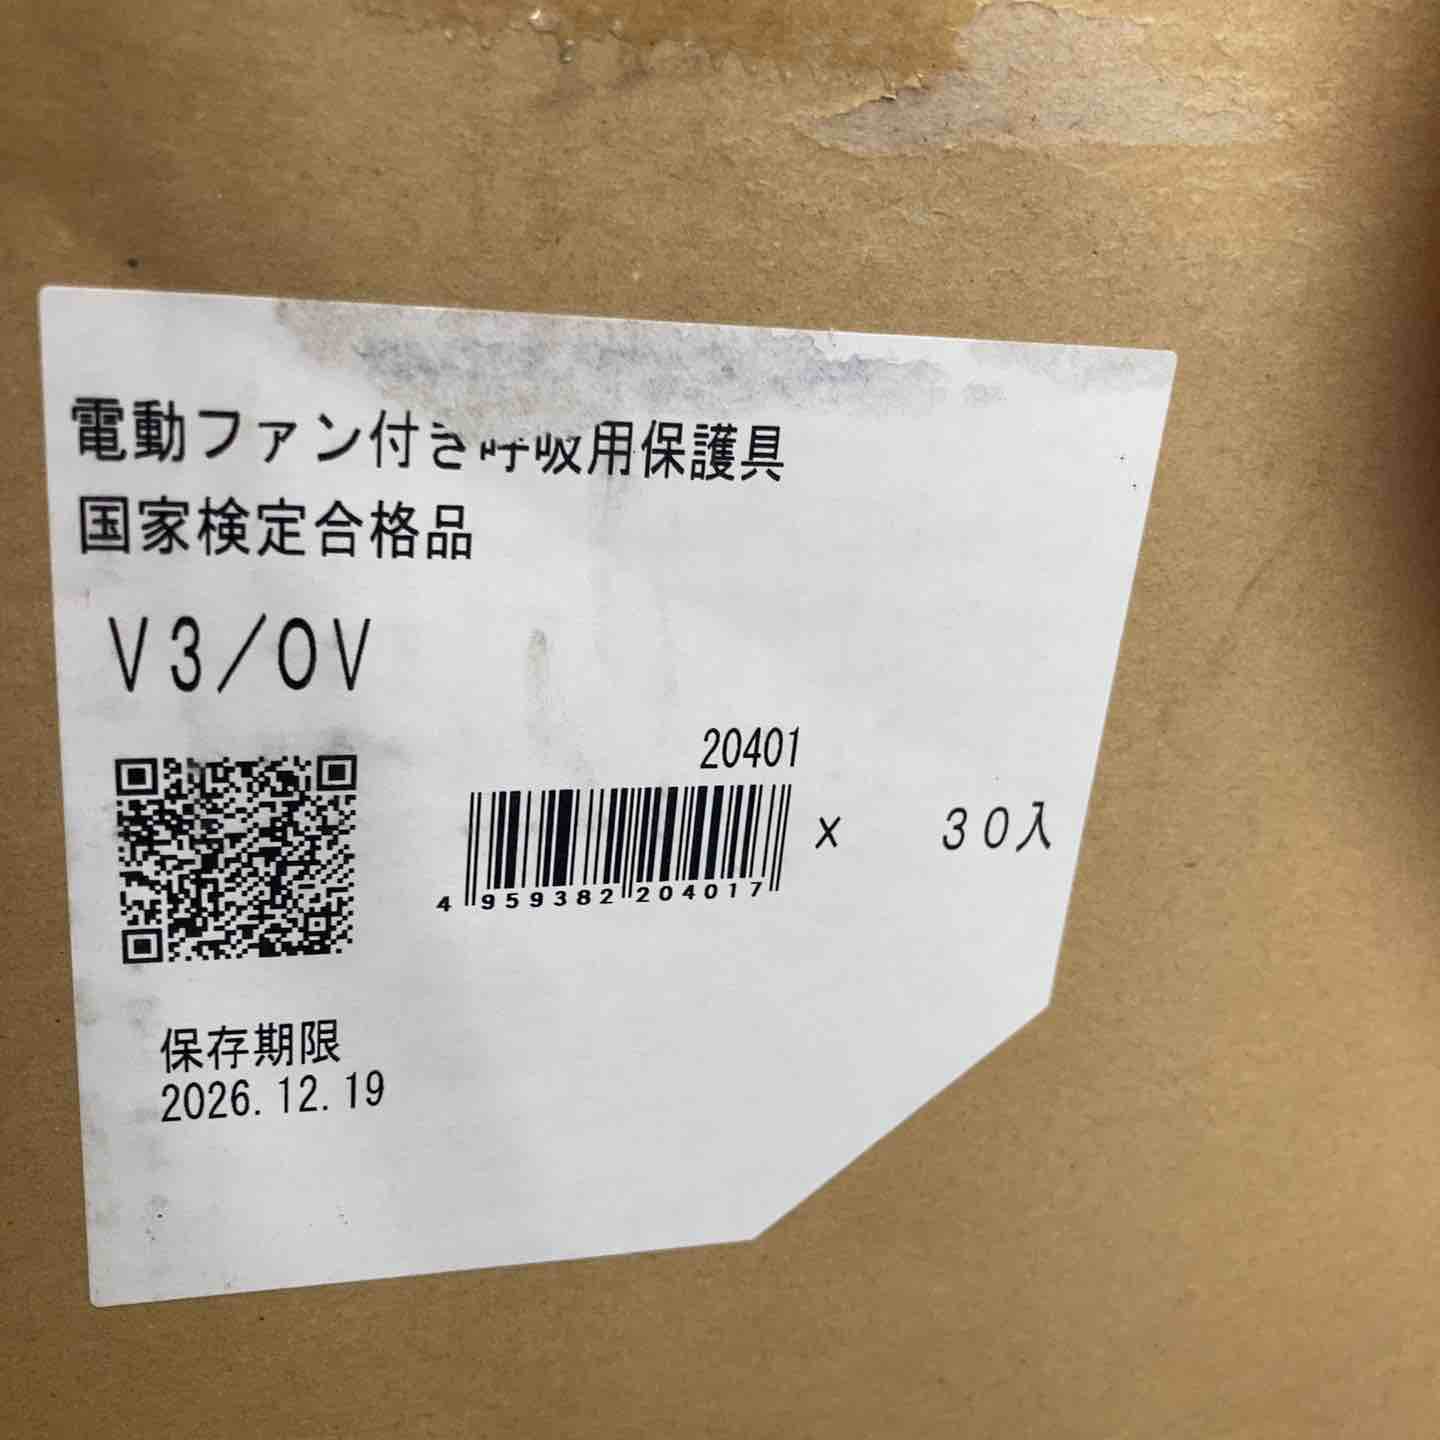 電動ファン付き呼吸用保護具
国家検定合格品
V3/OV
20401
x 30入
4 959382 204017
保存期限
2026.12.19